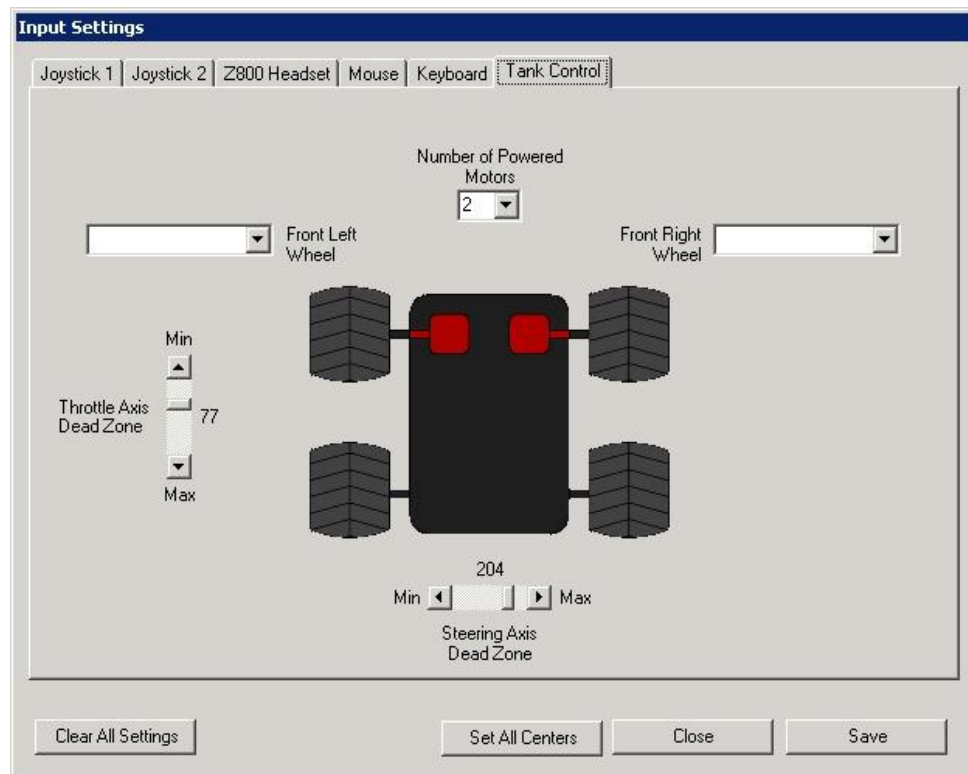 Input Settings
Joystick 1 Joystick 2 Z800 Headset Mouse Keyboard Tank Control
Number of Powered
Motors
2
Front Left
Wheel
Front Right
Wheel
Min
Throttle Axis
Dead Zone
77
Max
204
Min
Max
Steering Axis
Dead Zone
Clear All Settings
Set All Centers
Close
Save